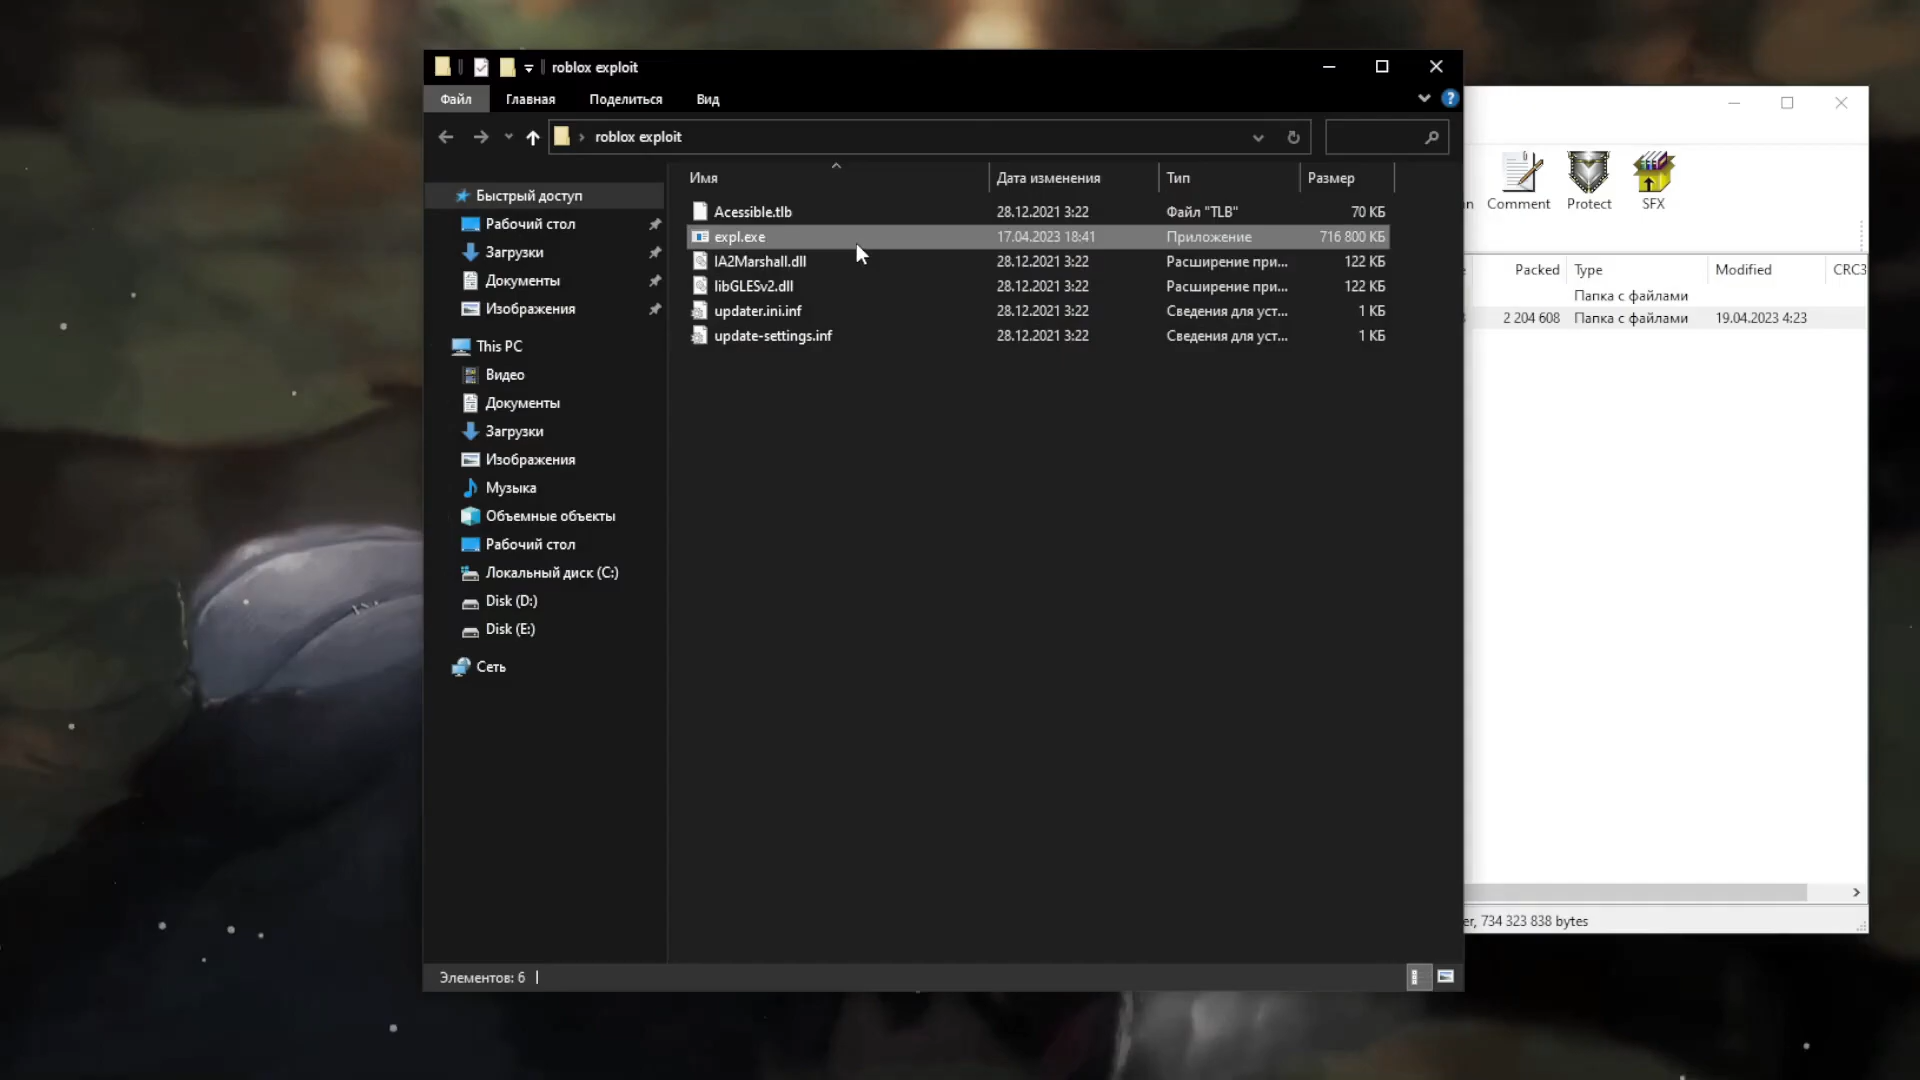 roblox exploit
Файл Главная Поделиться Вид
roblox exploit
Имя Дата изменения Тип Размер
Acessible.tlb 28.12.2021 3:22 Файл "TLB" 70 КБ
expl.exe 17.04.2023 18:41 Приложение 716 800 КБ
IA2Marshall.dll 28.12.2021 3:22 Расширение при... 122 КБ
libGLESv2.dll 28.12.2021 3:22 Расширение при... 122 КБ
updater.ini.inf 28.12.2021 3:22 Сведения для уст... 1 КБ
update-settings.inf 28.12.2021 3:22 Сведения для уст... 1 КБ
Быстрый доступ
Рабочий стол
Загрузки
Документы
Изображения
This PC
Видео
Документы
Загрузки
Изображения
Музыка
Объемные объекты
Рабочий стол
Локальный диск (C:)
Disk (D:)
Disk (E:)
Сеть
Элементов: 6
Comment Protect SFX
Packed Type Modified CRC3
Папка с файлами
2 204 608 Папка с файлами 19.04.2023 4:23
er, 734 323 838 bytes